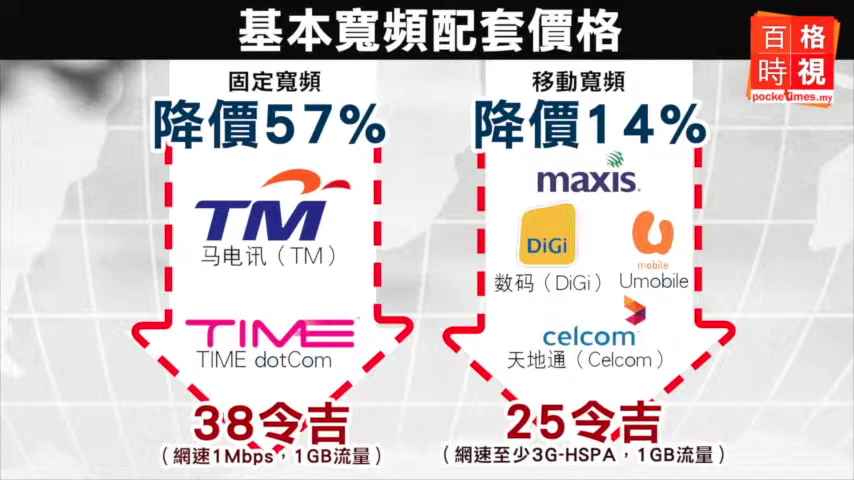 基本寬頻配套價格
百格
時視
pocketimes.my
固定寬頻
降價57%
TM
马电讯（TM）
TIME
TIME dotCom
38令吉
（網速1Mbps，1GB流量）
移動寬頻
降價14%
maxis
DiGi
数码（DiGi）
mobile
Umobile
celcom
天地通（Celcom）
25令吉
（網速至少3G-HSPA，1GB流量）